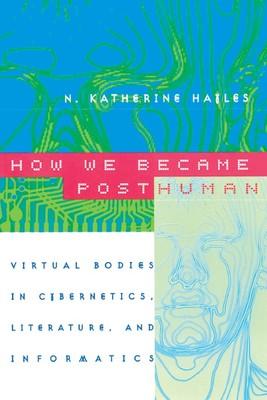 N. KATHERINE HAYLES
HOW WE BECAME
POSTHUMAN
VIRTUAL BODIES
IN CYBERNETICS,
LITERATURE, AND
INFORMATICS